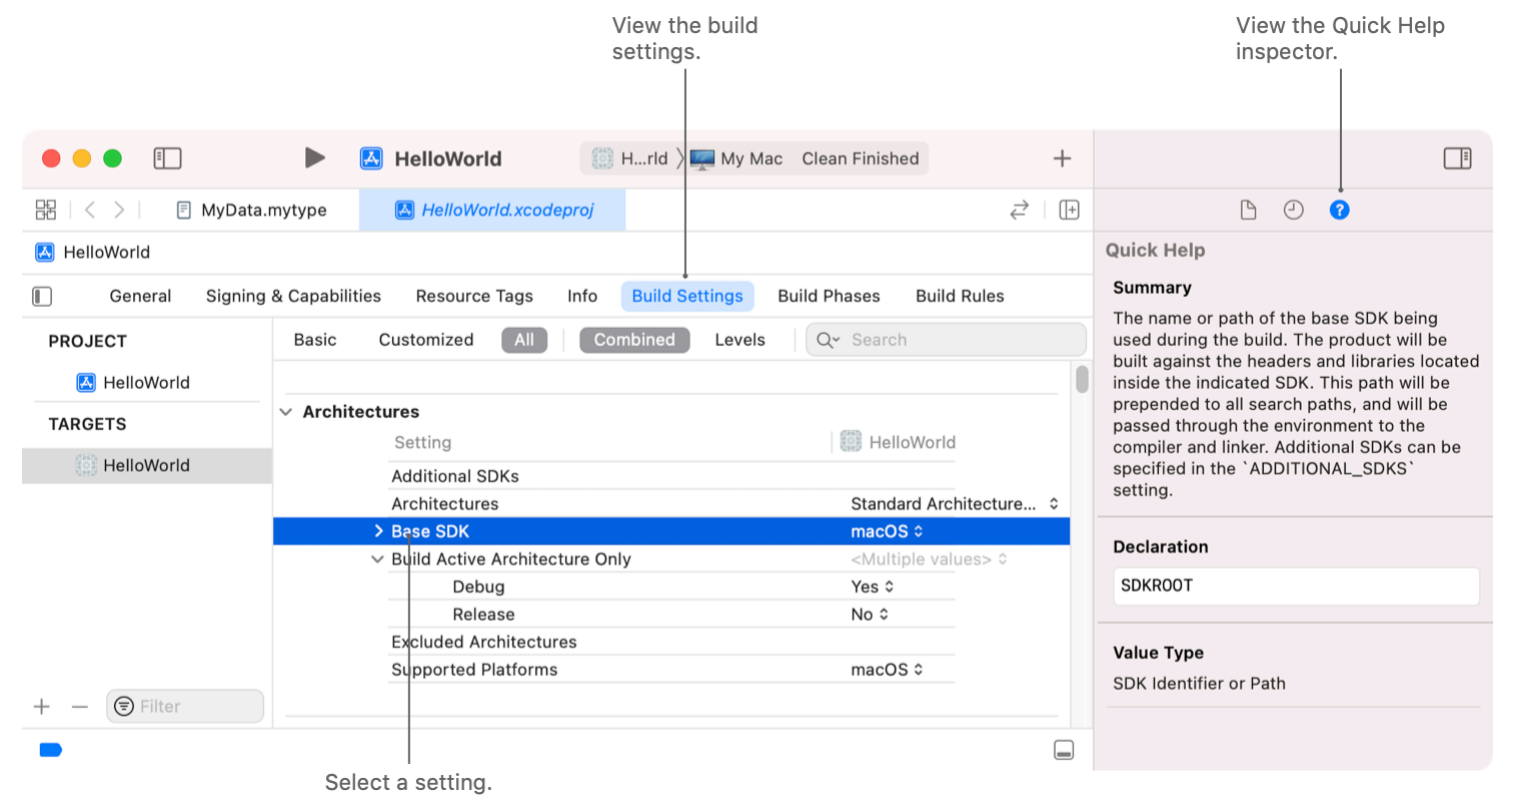 View the build
settings.
View the Quick Help
inspector.
HelloWorld
H...rld
My Mac
Clean Finished
MyData.mytype
HelloWorld.xcodeproj
HelloWorld
General
Signing & Capabilities
Resource Tags
Info
Build Settings
Build Phases
Build Rules
PROJECT
HelloWorld
TARGETS
HelloWorld
Filter
Basic
Customized
All
Combined
Levels
Search
Architectures
Setting
HelloWorld
Additional SDKs
Architectures
Standard Architecture...
Base SDK
macOS
Build Active Architecture Only
<Multiple values>
Debug
Yes
Release
No
Excluded Architectures
Supported Platforms
macOS
Quick Help
Summary
The name or path of the base SDK being
used during the build. The product will be
built against the headers and libraries located
inside the indicated SDK. This path will be
prepended to all search paths, and will be
passed through the environment to the
compiler and linker. Additional SDKs can be
specified in the `ADDITIONAL_SDKS`
setting.
Declaration
SDKROOT
Value Type
SDK Identifier or Path
Select a setting.